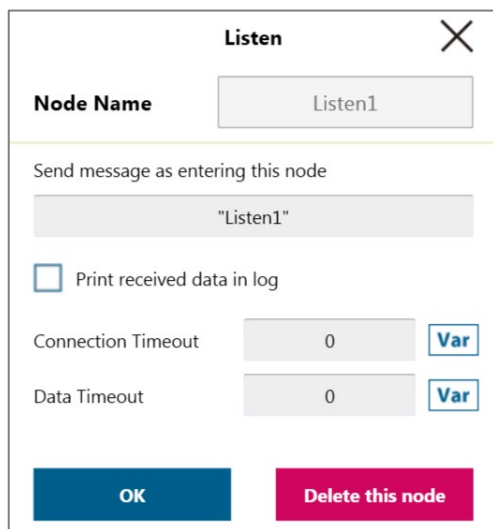 Listen
Node Name Listen1
Send message as entering this node
"Listen1"
Print received data in log
Connection Timeout 0 Var
Data Timeout 0 Var
OK Delete this node